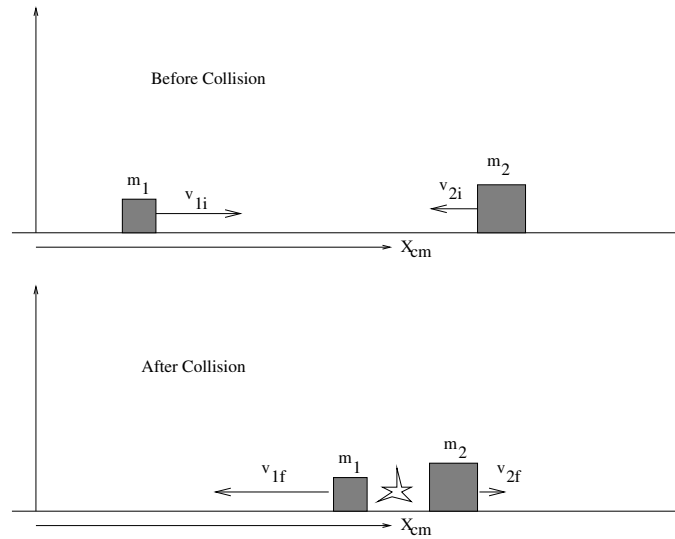 Before Collision
m1
v1i
v2i
m2
Xcm
After Collision
v1f
m1
m2
v2f
Xcm